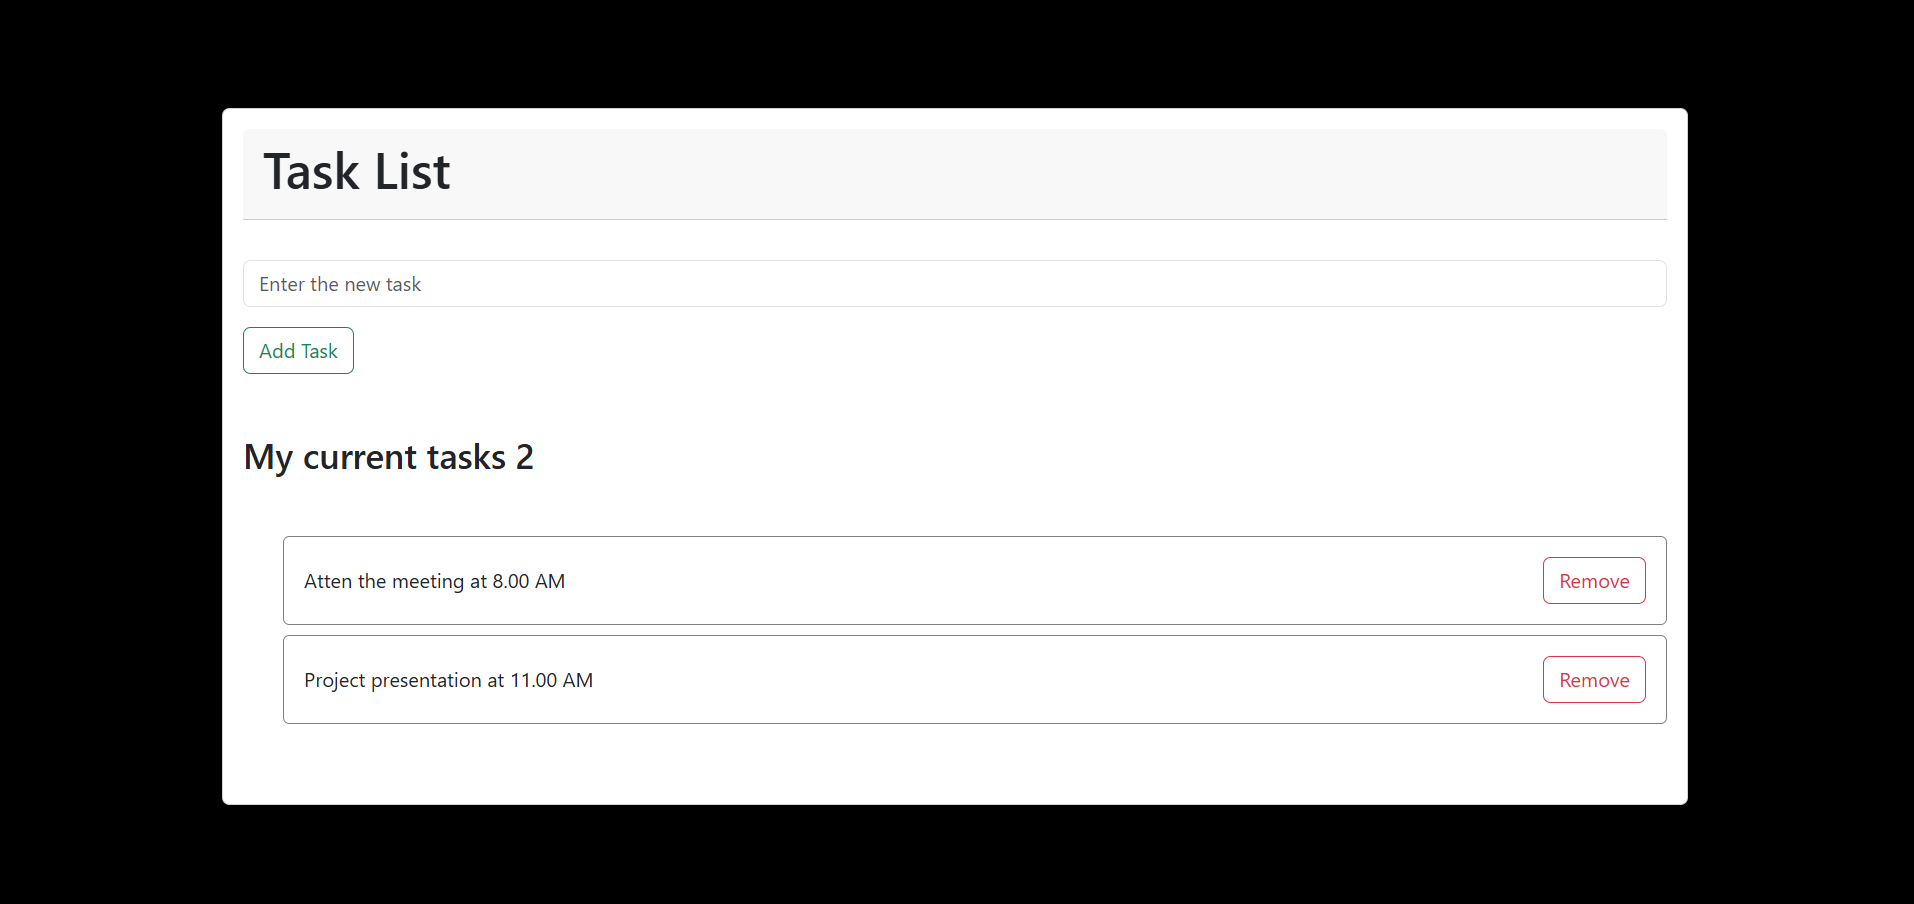 Task List
Enter the new task
Add Task
My current tasks 2
Atten the meeting at 8.00 AM
Remove
Project presentation at 11.00 AM
Remove